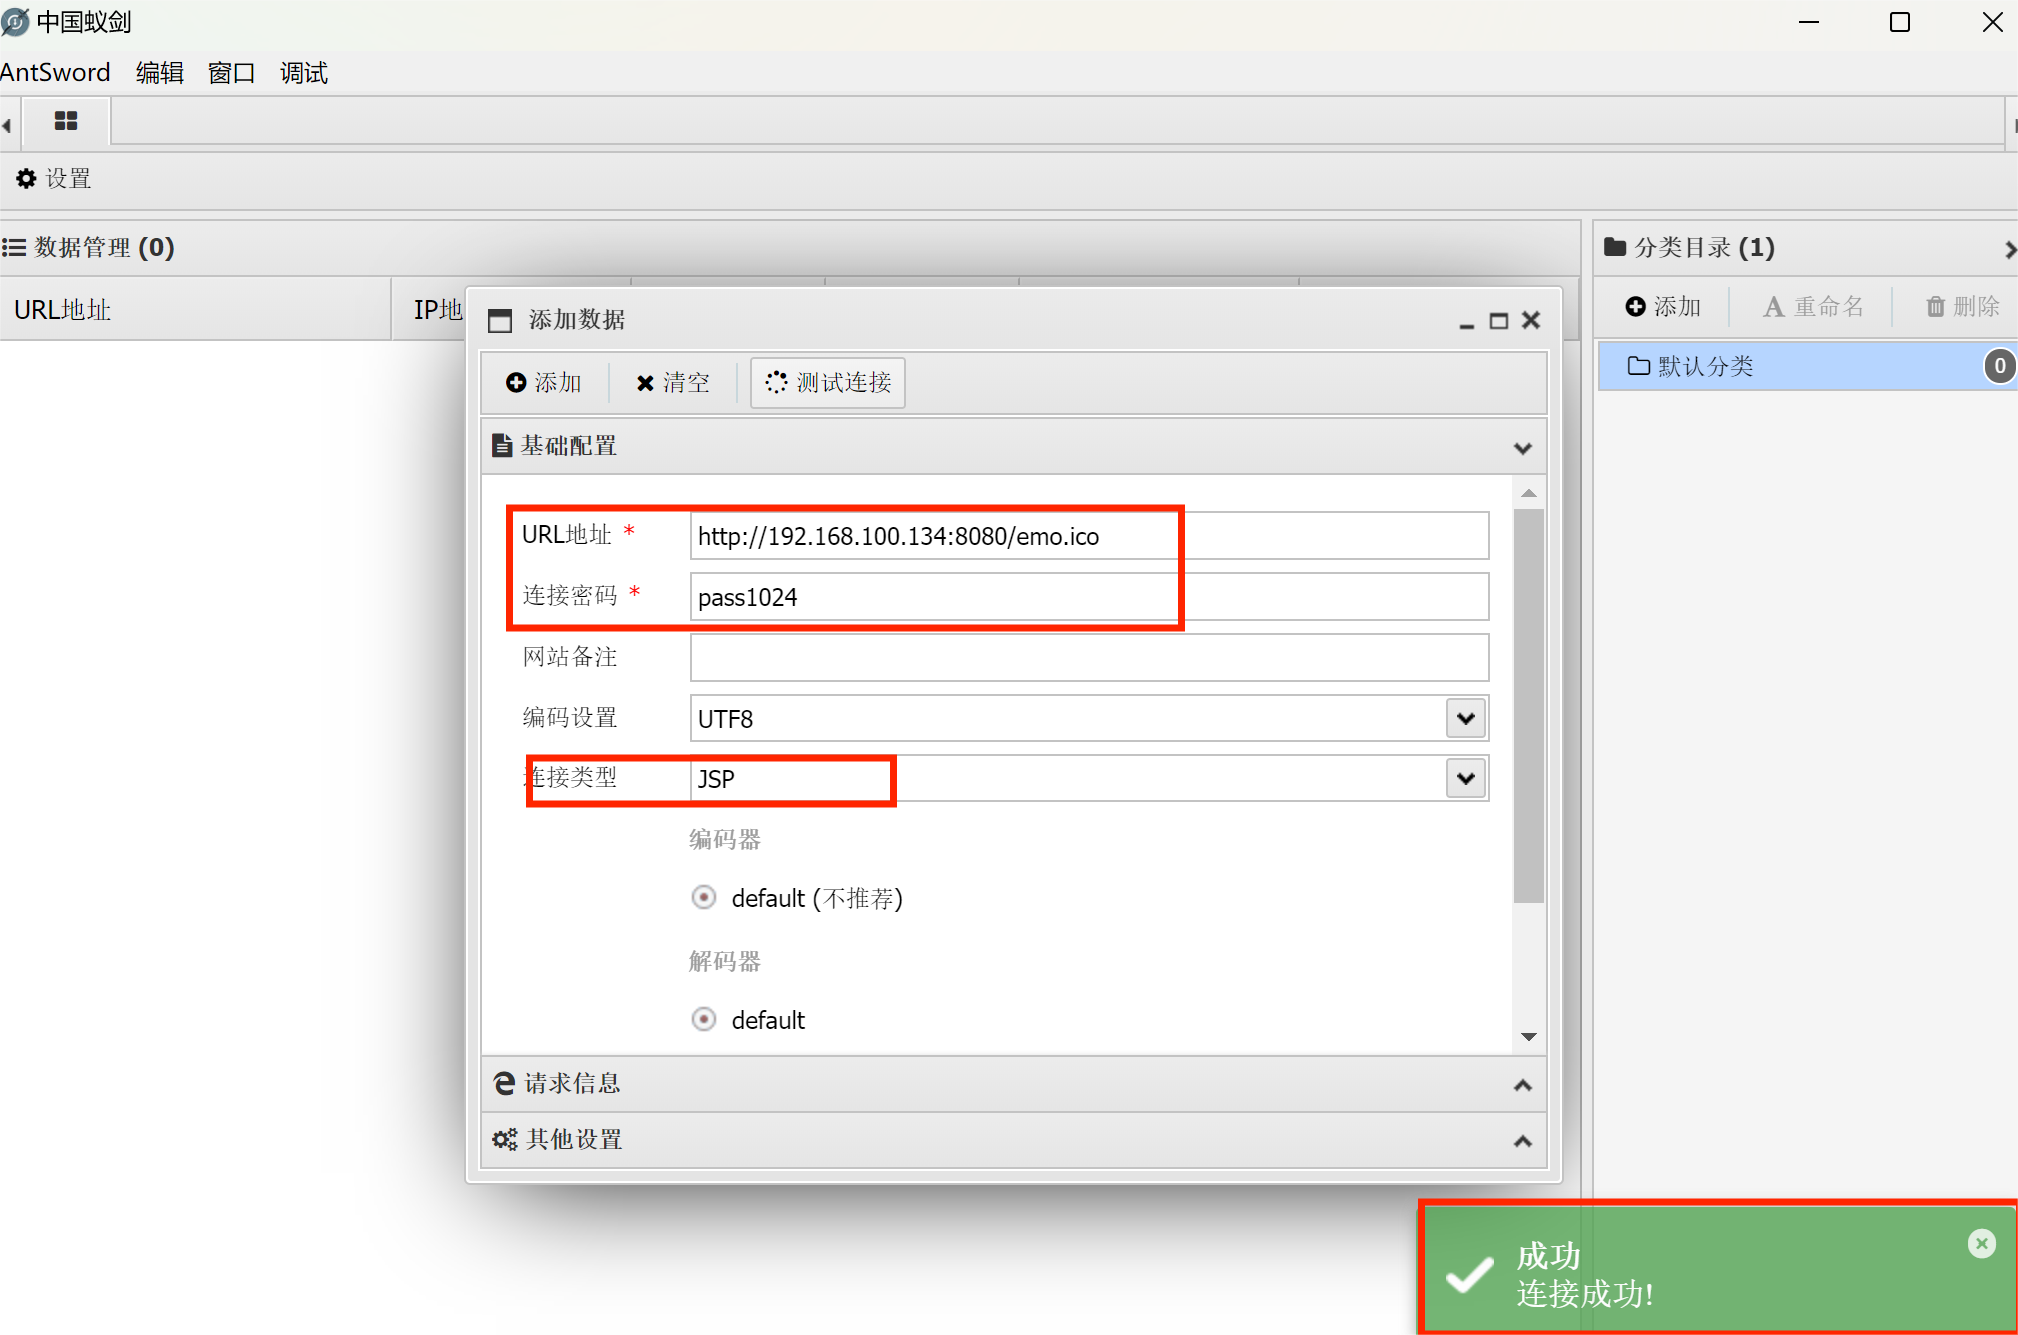 中国蚁剑
AntSword 编辑 窗口 调试
设置
数据管理 (0)
分类目录 (1)
URL地址
IP地
添加 重命名 删除
默认分类 0
添加数据
添加 清空 测试连接
基础配置
URL地址 * http://192.168.100.134:8080/emo.ico
连接密码 * pass1024
网站备注
编码设置 UTF8
连接类型 JSP
编码器
default (不推荐)
解码器
default
请求信息
其他设置
成功
连接成功!